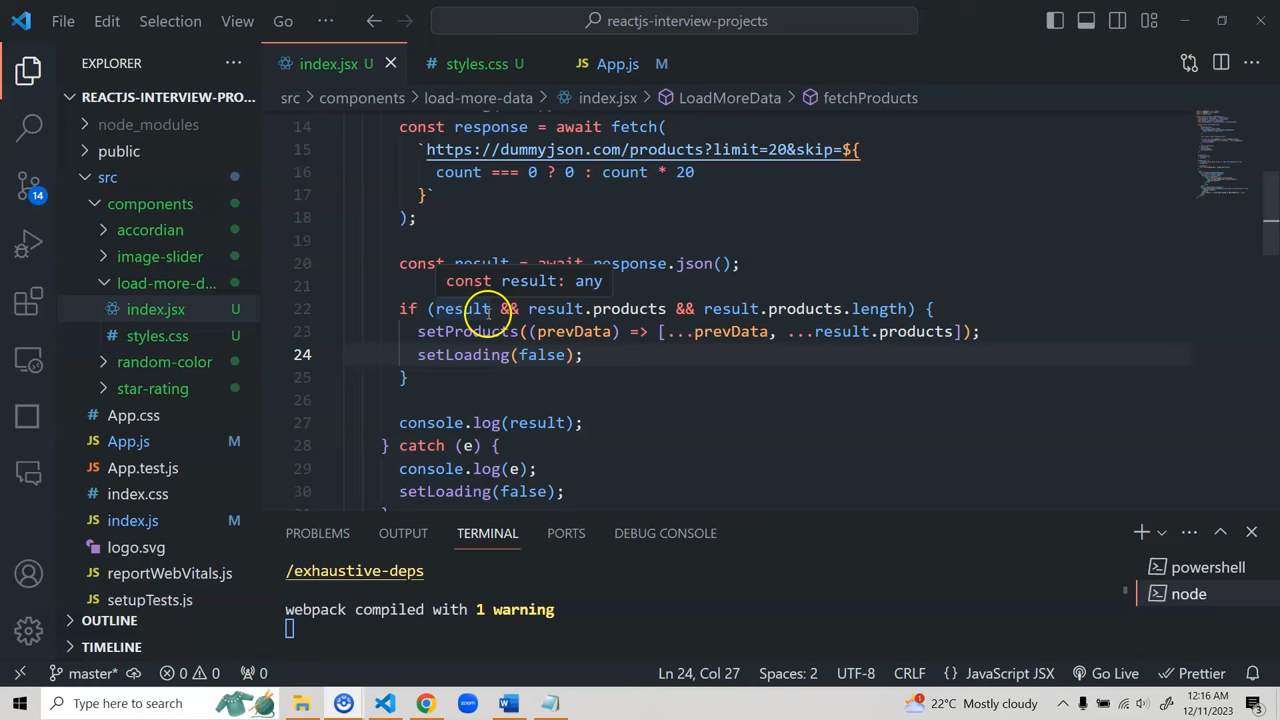 File Edit Selection View Go ··· reactjs-interview-projects
EXPLORER ···
index.jsx U
styles.css U
JS App.js M
REACTJS-INTERVIEW-PRO...
node_modules
public
src
components
accordian
image-slider
load-more-d...
index.jsx U
styles.css U
random-color
star-rating
# App.css
JS App.js M
App.test.js
# index.css
JS index.js M
logo.svg
reportWebVitals.js
JS setupTests.js
OUTLINE
TIMELINE
14
src > components > load-more-data > index.jsx > LoadMoreData > fetchProducts
14 const response = await fetch(
15 `https://dummyjson.com/products?limit=20&skip=${
16 count === 0 ? 0 : count * 20
17 }`
18 );
19
20 const result = await response.json();
const result: any
22 if (result && result.products && result.products.length) {
23 setProducts((prevData) => [...prevData, ...result.products]);
24 setLoading(false);
25 }
26
27 console.log(result);
28 } catch (e) {
29 console.log(e);
30 setLoading(false);
PROBLEMS OUTPUT TERMINAL PORTS DEBUG CONSOLE
/exhaustive-deps
webpack compiled with 1 warning
powershell
node
master* 0 0 0 Ln 24, Col 27 Spaces: 2 UTF-8 CRLF {} JavaScript JSX Go Live Prettier
Type here to search
zoom
22°C Mostly cloudy
12:16 AM
12/11/2023
3